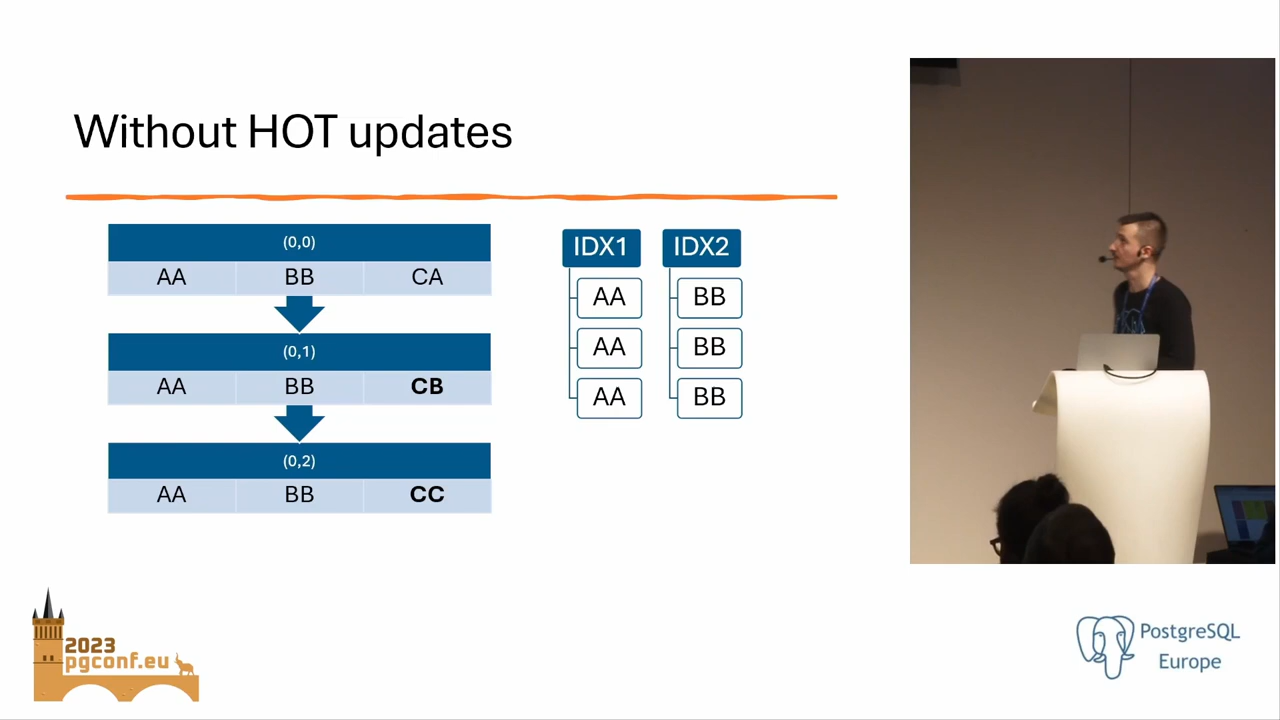 Without HOT updates
(0,0)
AA BB CA
(0,1)
AA BB CB
(0,2)
AA BB CC
IDX1 IDX2
AA BB
AA BB
AA BB
2023
pgconf.eu
PostgreSQL
Europe